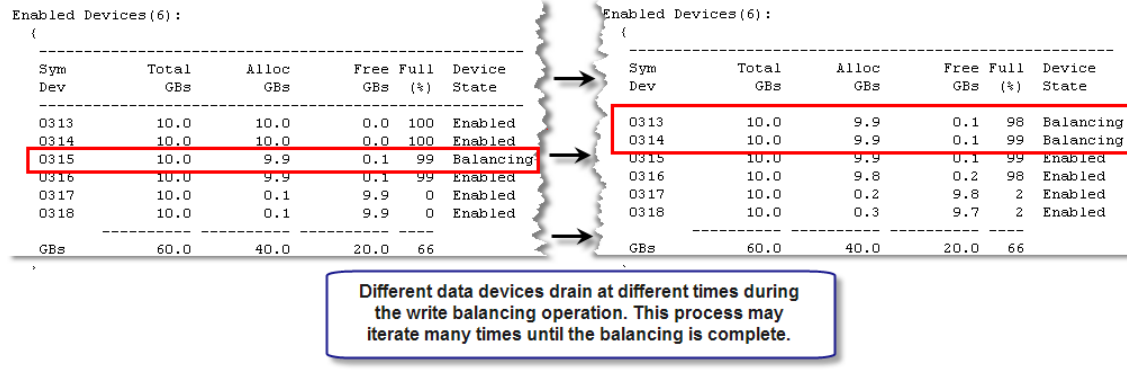 Enabled Devices(6):
{
Sym Total Alloc Free Full Device
Dev GBs GBs GBs (%) State
0313 10.0 10.0 0.0 100 Enabled
0314 10.0 10.0 0.0 100 Enabled
0315 10.0 9.9 0.1 99 Balancing
0316 10.0 9.9 0.1 99 Enabled
0317 10.0 0.1 9.9 0 Enabled
0318 10.0 0.1 9.9 0 Enabled
GBs 60.0 40.0 20.0 66
Enabled Devices(6):
{
Sym Total Alloc Free Full Device
Dev GBs GBs GBs (%) State
0313 10.0 9.9 0.1 98 Balancing
0314 10.0 9.9 0.1 99 Balancing
0315 10.0 9.9 0.1 99 Enabled
0316 10.0 9.8 0.2 98 Enabled
0317 10.0 0.2 9.8 2 Enabled
0318 10.0 0.3 9.7 2 Enabled
GBs 60.0 40.0 20.0 66
Different data devices drain at different times during
the write balancing operation. This process may
iterate many times until the balancing is complete.